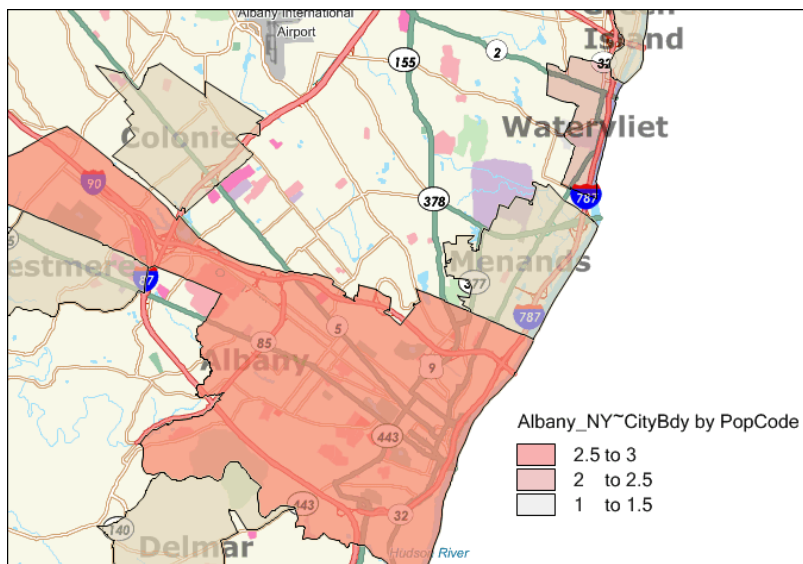 Albany International
Airport
Green
Island
2
32
155
Colonie
Watervliet
90
378
787
estmere
87
Menands
377
787
5
85
Albany
9
443
443
32
140
Delmar
Hudson River
Albany_NY~CityBdy by PopCode
2.5 to 3
2 to 2.5
1 to 1.5